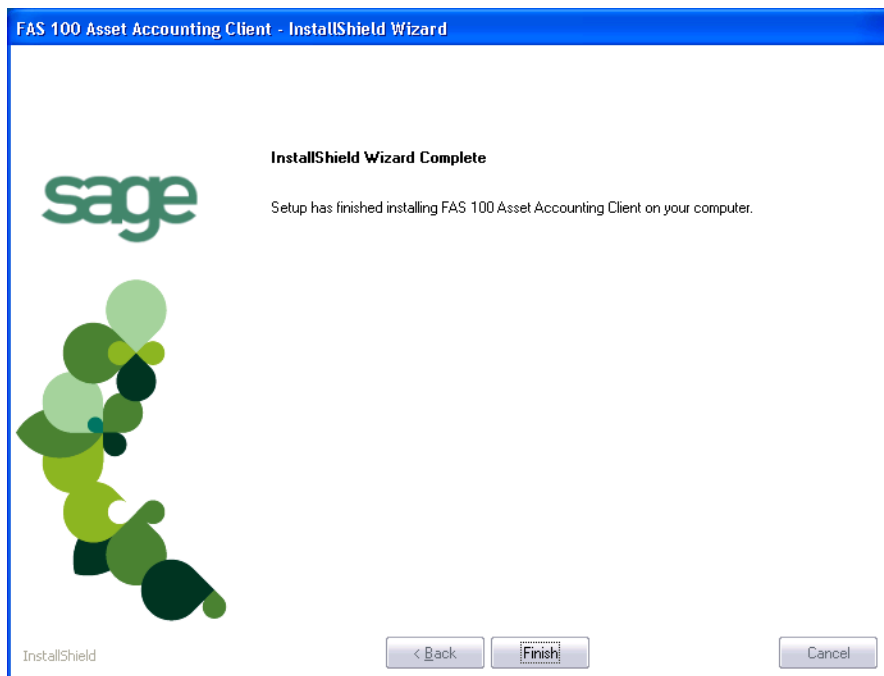 FAS 100 Asset Accounting Client - InstallShield Wizard
InstallShield Wizard Complete
sage
Setup has finished installing FAS 100 Asset Accounting Client on your computer.
InstallShield
< Back
Finish
Cancel